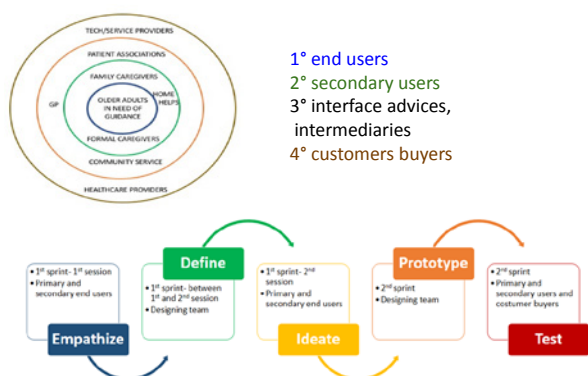 TECH/SERVICE PROVIDERS
PATIENT ASSOCIATIONS
FAMILY CAREGIVERS
HOME
HELPS
GP
OLDER ADULTS
IN NEED OF
GUIDANCE
FORMAL CAREGIVERS
COMMUNITY SERVICE
HEALTHCARE PROVIDERS
1° end users
2° secondary users
3° interface advices,
intermediaries
4° customers buyers
• 1st sprint- 1st
session
• Primary and
secondary end users
Empathize
Define
• 1st sprint- between
1st and 2nd session
• Designing team
• 1st sprint- 2nd
session
• Primary and
secondary end users
Ideate
Prototype
• 2nd sprint
• Designing team
• 2nd sprint
• Primary and
secondary users and
costumer buyers
Test